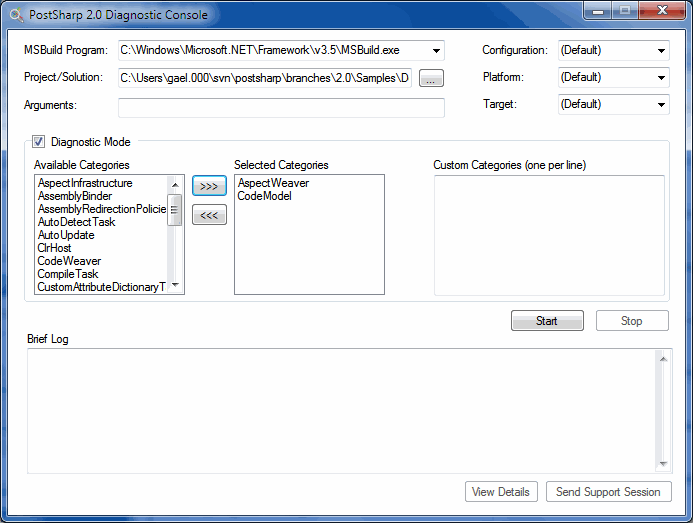 PostSharp 2.0 Diagnostic Console
MSBuild Program: C:\Windows\Microsoft.NET\Framework\v3.5\MSBuild.exe Configuration: (Default)
Project/Solution: C:\Users\gael.000\svn\postsharp\branches\2.0\Samples\D ... Platform: (Default)
Arguments: Target: (Default)
Diagnostic Mode
Available Categories Selected Categories Custom Categories (one per line)
AspectInfrastructure
AssemblyBinder
AssemblyRedirectionPolicie
AutoDetectTask
AutoUpdate
ClrHost
CodeWeaver
CompileTask
CustomAttributeDictionaryT
>>>
<<<
AspectWeaver
CodeModel
Start Stop
Brief Log
View Details Send Support Session